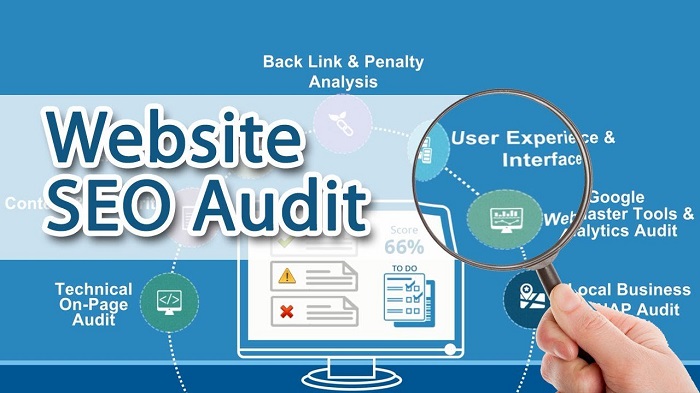 Back Link & Penalty
Analysis
Website
SEO Audit
User Experience &
Interface
Google
Webmaster Tools &
Analytics Audit
Score
66%
TO DO
Technical
On-Page
Audit
Local Business
NAP Audit